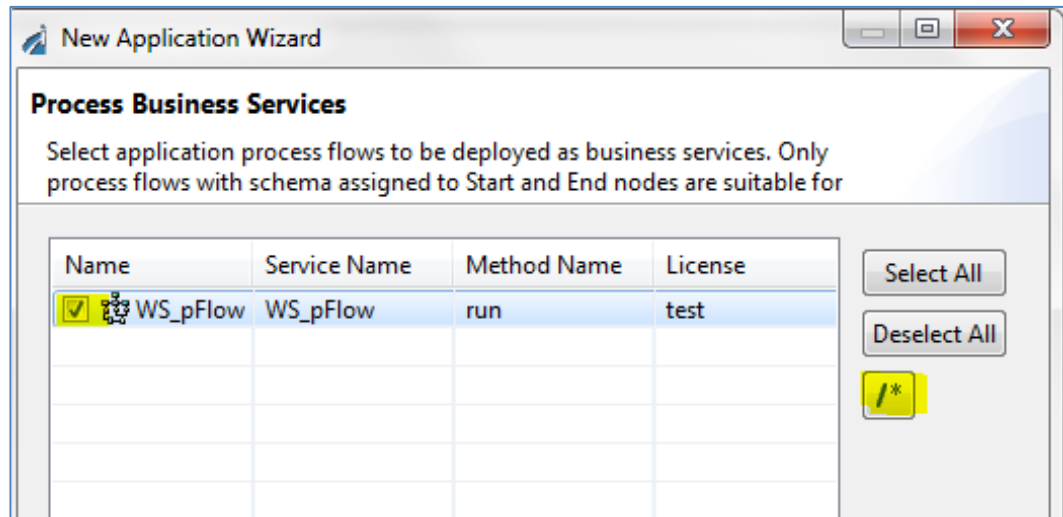 New Application Wizard
Process Business Services
Select application process flows to be deployed as business services. Only
process flows with schema assigned to Start and End nodes are suitable for
Name Service Name Method Name License
WS_pFlow WS_pFlow run test
Select All
Deselect All
/*